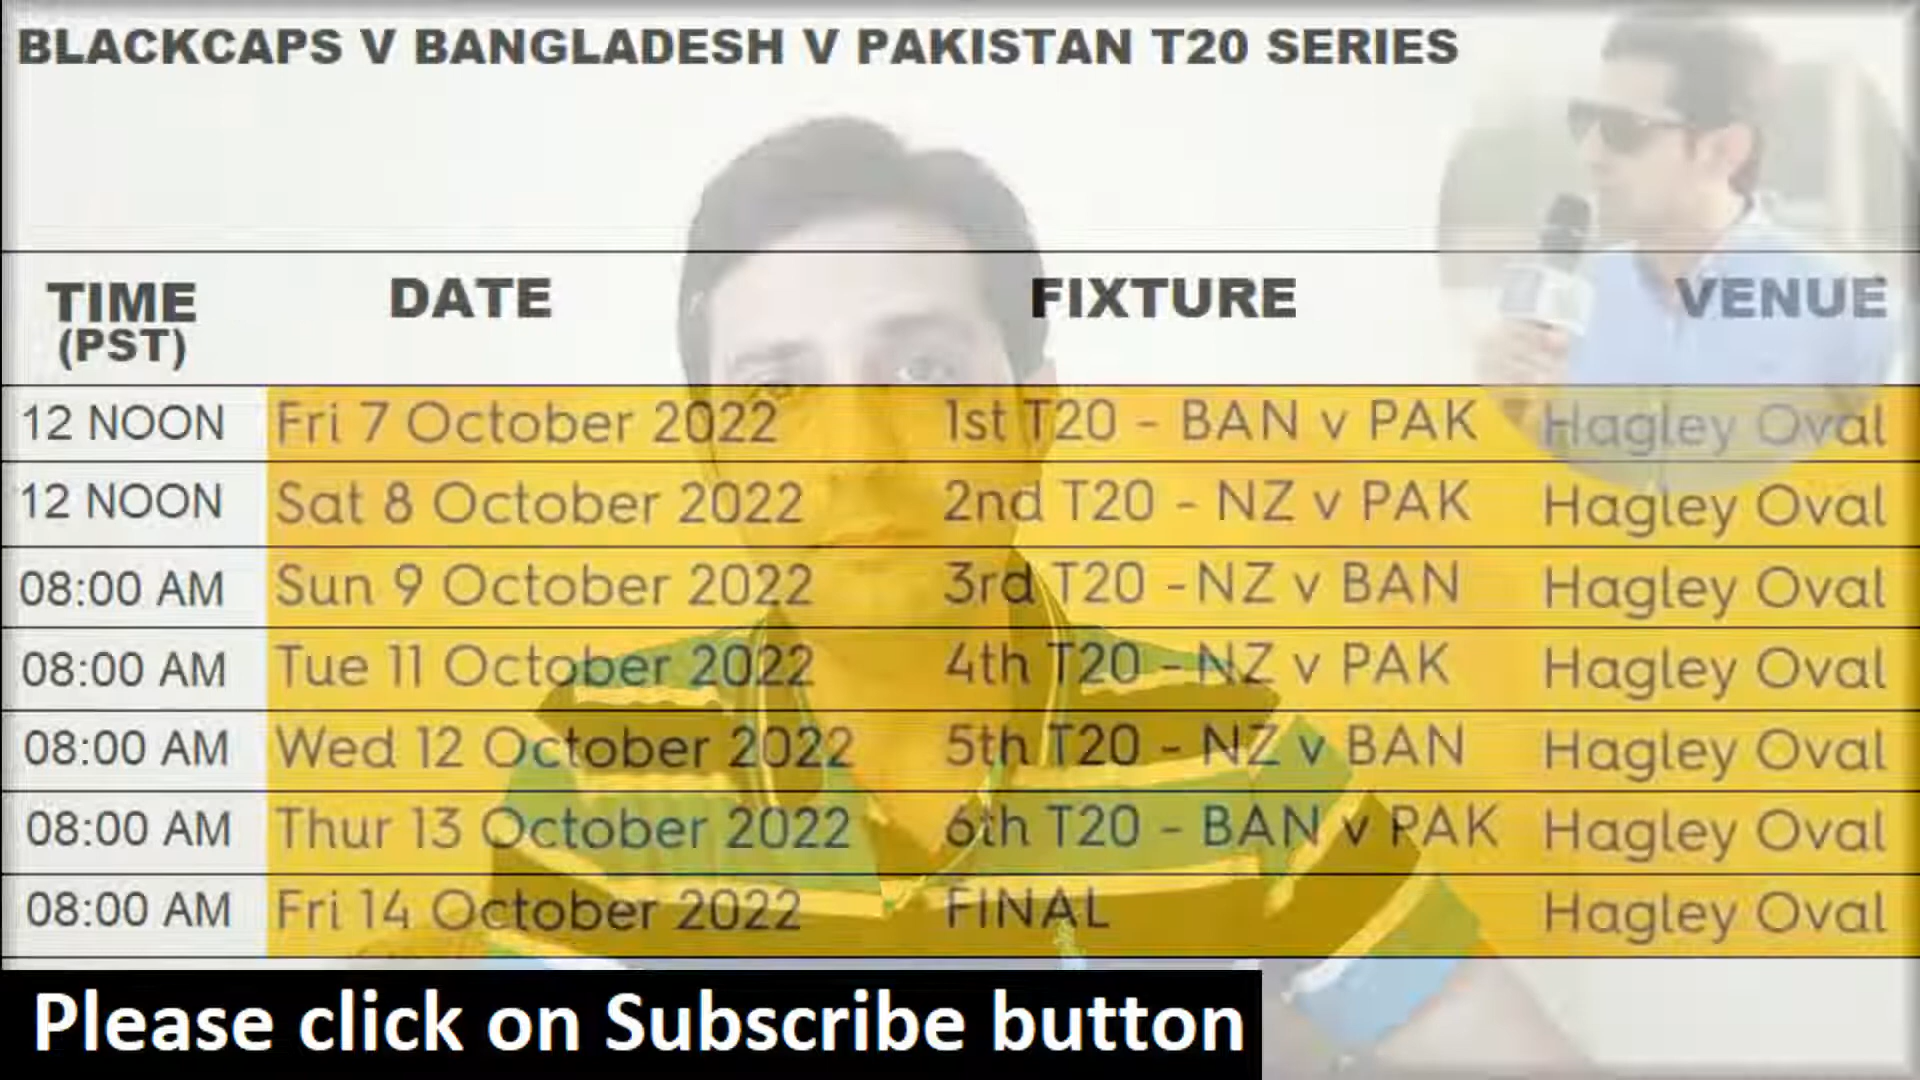 BLACKCAPS V BANGLADESH V PAKISTAN T20 SERIES
TIME (PST) DATE FIXTURE VENUE
12 NOON Fri 7 October 2022 1st T20 - BAN v PAK Hagley Oval
12 NOON Sat 8 October 2022 2nd T20 - NZ v PAK Hagley Oval
08:00 AM Sun 9 October 2022 3rd T20 - NZ v BAN Hagley Oval
08:00 AM Tue 11 October 2022 4th T20 - NZ v PAK Hagley Oval
08:00 AM Wed 12 October 2022 5th T20 - NZ v BAN Hagley Oval
08:00 AM Thur 13 October 2022 6th T20 - BAN v PAK Hagley Oval
08:00 AM Fri 14 October 2022 FINAL Hagley Oval
Please click on Subscribe button